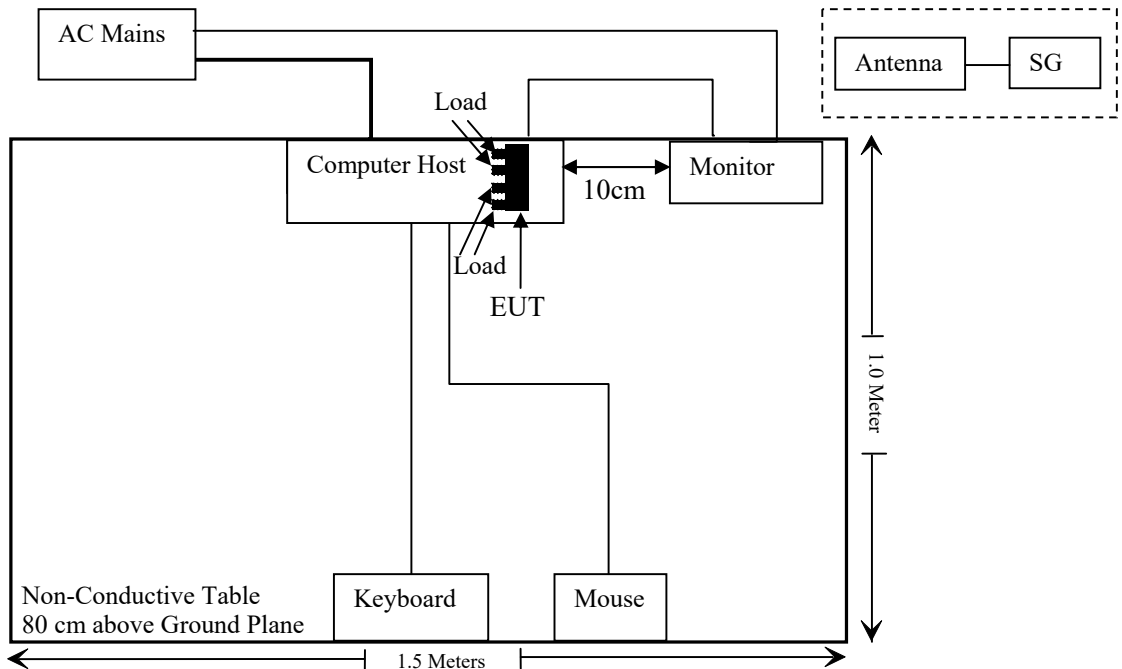 AC Mains
Antenna
SG
Load
Computer Host
Monitor
10cm
Load
EUT
1.0 Meter
Non-Conductive Table
80 cm above Ground Plane
Keyboard
Mouse
1.5 Meters